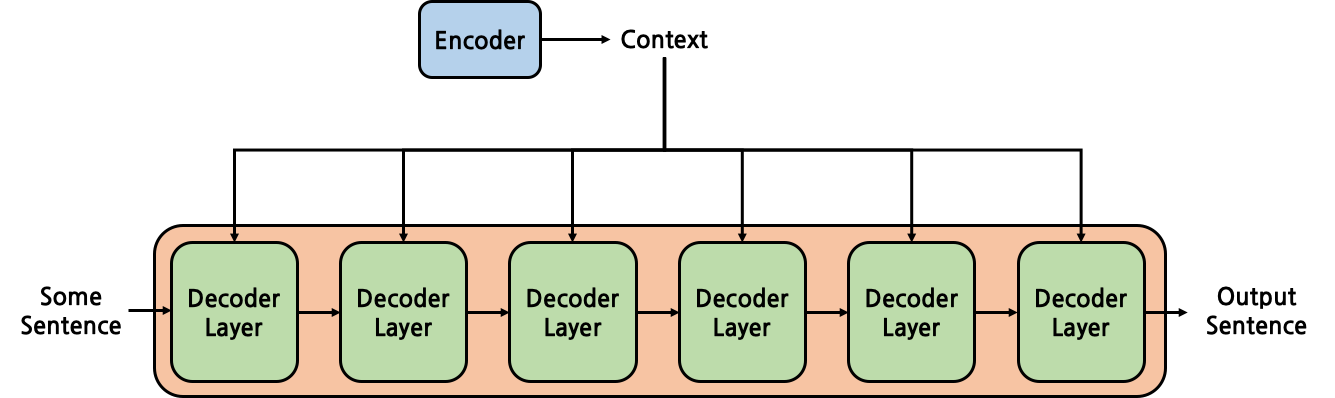 Encoder
Context
Some
Sentence
Decoder
Layer
Decoder
Layer
Decoder
Layer
Decoder
Layer
Decoder
Layer
Decoder
Layer
Output
Sentence